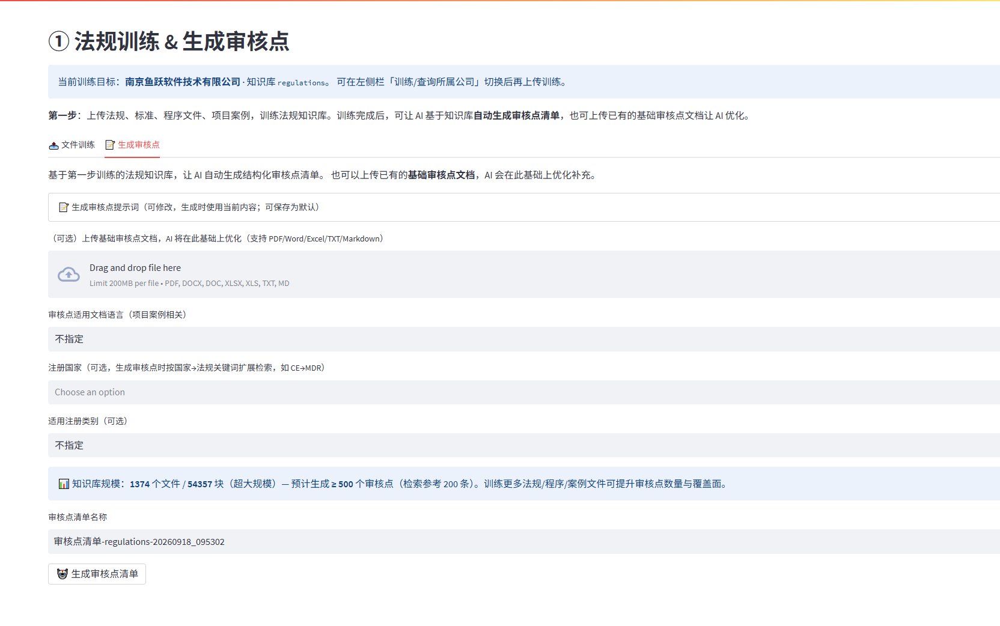 ① 法规训练 & 生成审核点
当前训练目标：南京鱼跃软件技术有限公司 · 知识库 regulations。 可在左侧栏「训练/查询所属公司」切换后再上传训练。
第一步：上传法规、标准、程序文件、项目案例，训练法规知识库。训练完成后，可让 AI 基于知识库自动生成审核点清单，也可上传已有的基础审核点文档让 AI 优化。
文件训练 生成审核点
基于第一步训练的法规知识库，让 AI 自动生成结构化审核点清单。 也可以上传已有的基础审核点文档，AI 会在此基础上优化补充。
生成审核点提示词（可修改，生成时使用当前内容；可保存为默认）
（可选）上传基础审核点文档，AI 将在此基础上优化（支持 PDF/Word/Excel/TXT/Markdown）
Drag and drop file here
Limit 200MB per file • PDF, DOCX, DOC, XLSX, XLS, TXT, MD
审核点适用文档语言（项目案例相关）
不指定
注册国家（可选，生成审核点时按国家→法规关键词扩展检索，如 CE→MDR）
Choose an option
适用注册类别（可选）
不指定
知识库规模：1374 个文件 / 54357 块（超大规模）— 预计生成 ≥ 500 个审核点（检索参考 200 条）。训练更多法规/程序/案例文件可提升审核点数量与覆盖面。
审核点清单名称
审核点清单-regulations-20260918_095302
生成审核点清单